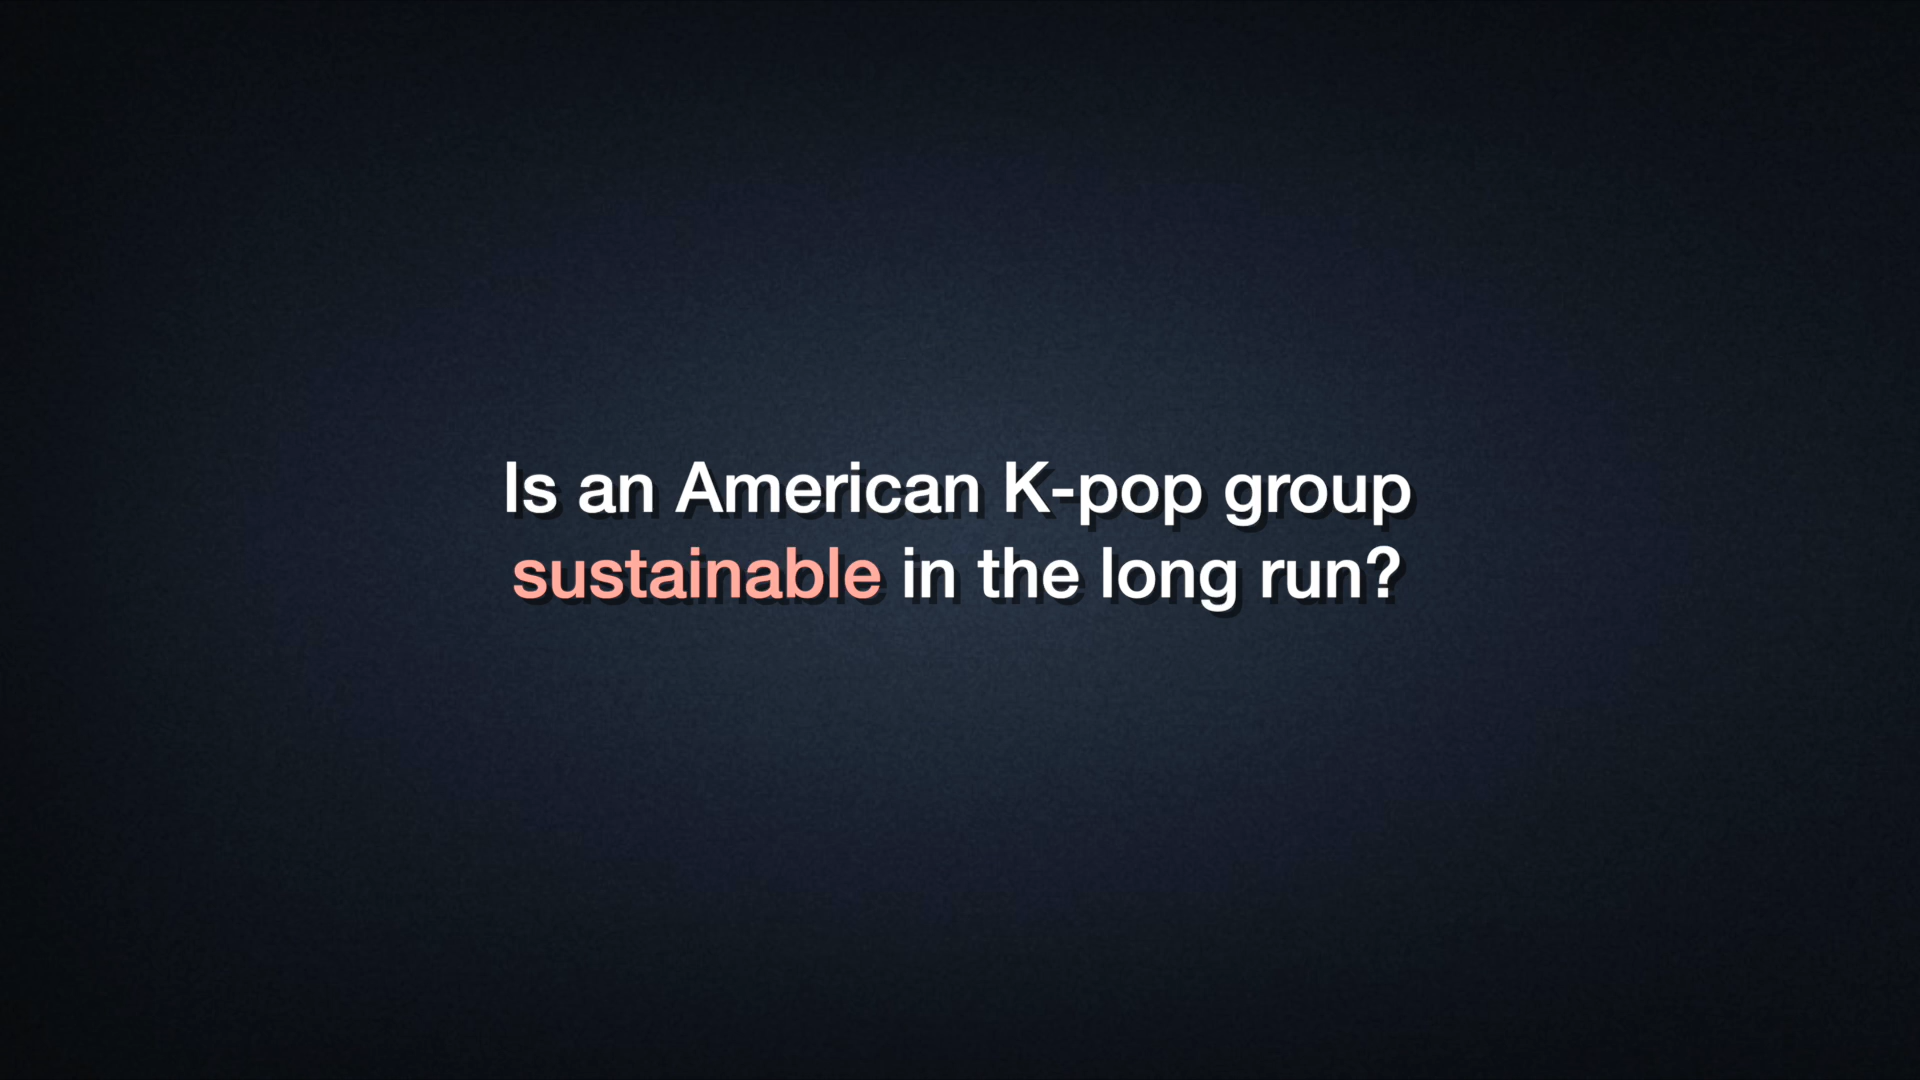 Is an American K-pop group
sustainable in the long run?